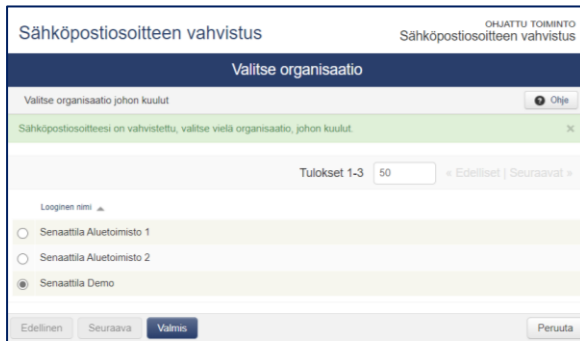 Sähköpostiosoitteen vahvistus
OHJATTU TOIMINTO
Sähköpostiosoitteen vahvistus
Valitse organisaatio
Valitse organisaatio johon kuulut
Ohje
Sähköpostiosoitteesi on vahvistettu, valitse vielä organisaatio, johon kuulut.
Tulokset 1-3 50 « Edelliset | Seuraavat »
Looginen nimi
Senaattila Aluetoimisto 1
Senaattila Aluetoimisto 2
Senaattila Demo
Edellinen Seuraava Valmis Peruuta